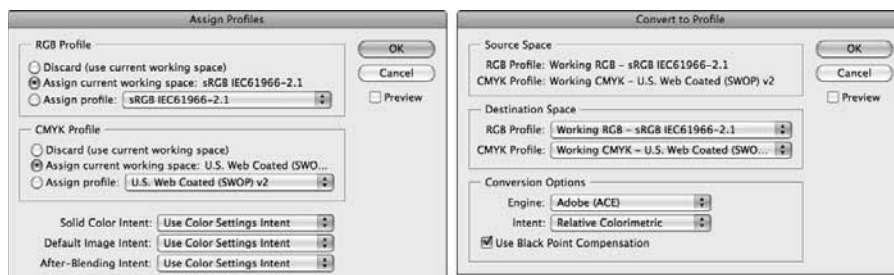 Assign Profiles
RGB Profile
Discard (use current working space)
Assign current working space: sRGB IEC61966-2.1
Assign profile: sRGB IEC61966-2.1
CMYK Profile
Discard (use current working space)
Assign current working space: U.S. Web Coated (SWO...
Assign profile: U.S. Web Coated (SWOP) v2
Solid Color Intent: Use Color Settings Intent
Default Image Intent: Use Color Settings Intent
After-Blending Intent: Use Color Settings Intent
OK
Cancel
Preview
Convert to Profile
Source Space
RGB Profile: Working RGB - sRGB IEC61966-2.1
CMYK Profile: Working CMYK - U.S. Web Coated (SWOP) v2
Destination Space
RGB Profile: Working RGB - sRGB IEC61966-2.1
CMYK Profile: Working CMYK - U.S. Web Coated (SWO...
Conversion Options
Engine: Adobe (ACE)
Intent: Relative Colorimetric
Use Black Point Compensation
OK
Cancel
Preview